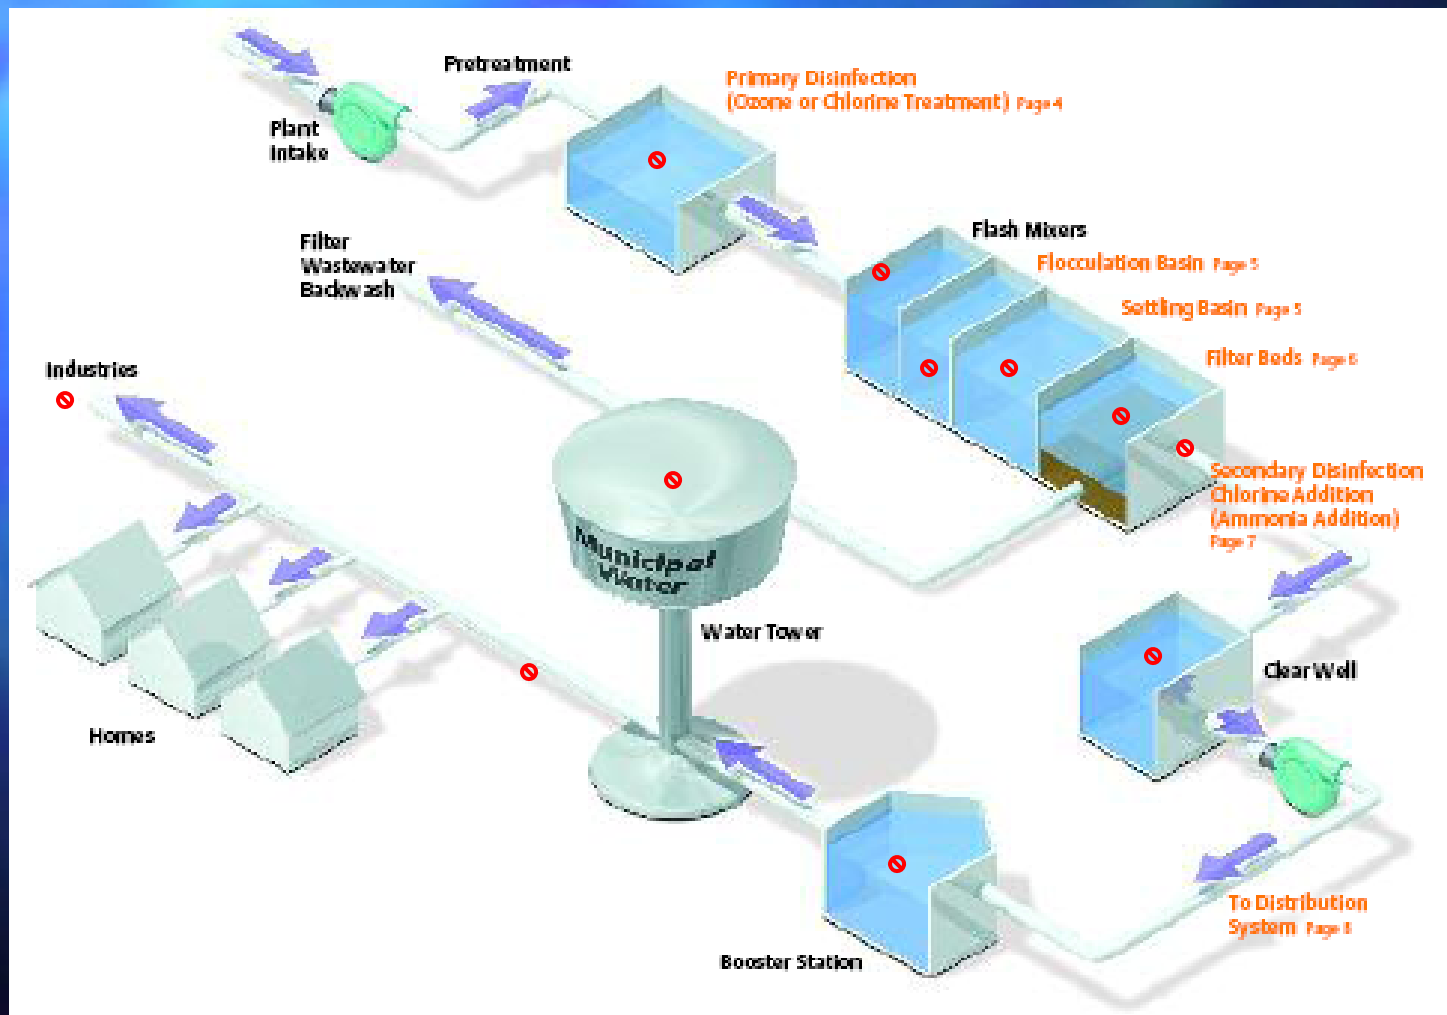 Pretreatment
Plant
Intake
Primary Disinfection
(Ozone or Chlorine Treatment) Page 4
Filter
Wastewater
Backwash
Flash Mixers
Flocculation Basin Page 5
Settling Basin Page 5
Filter Beds Page 6
Industries
Secondary Disinfection
Chlorine Addition
(Ammonia Addition)
Page 7
Municipal
Water
Water Tower
Clear Well
Homes
To Distribution
System Page 8
Booster Station